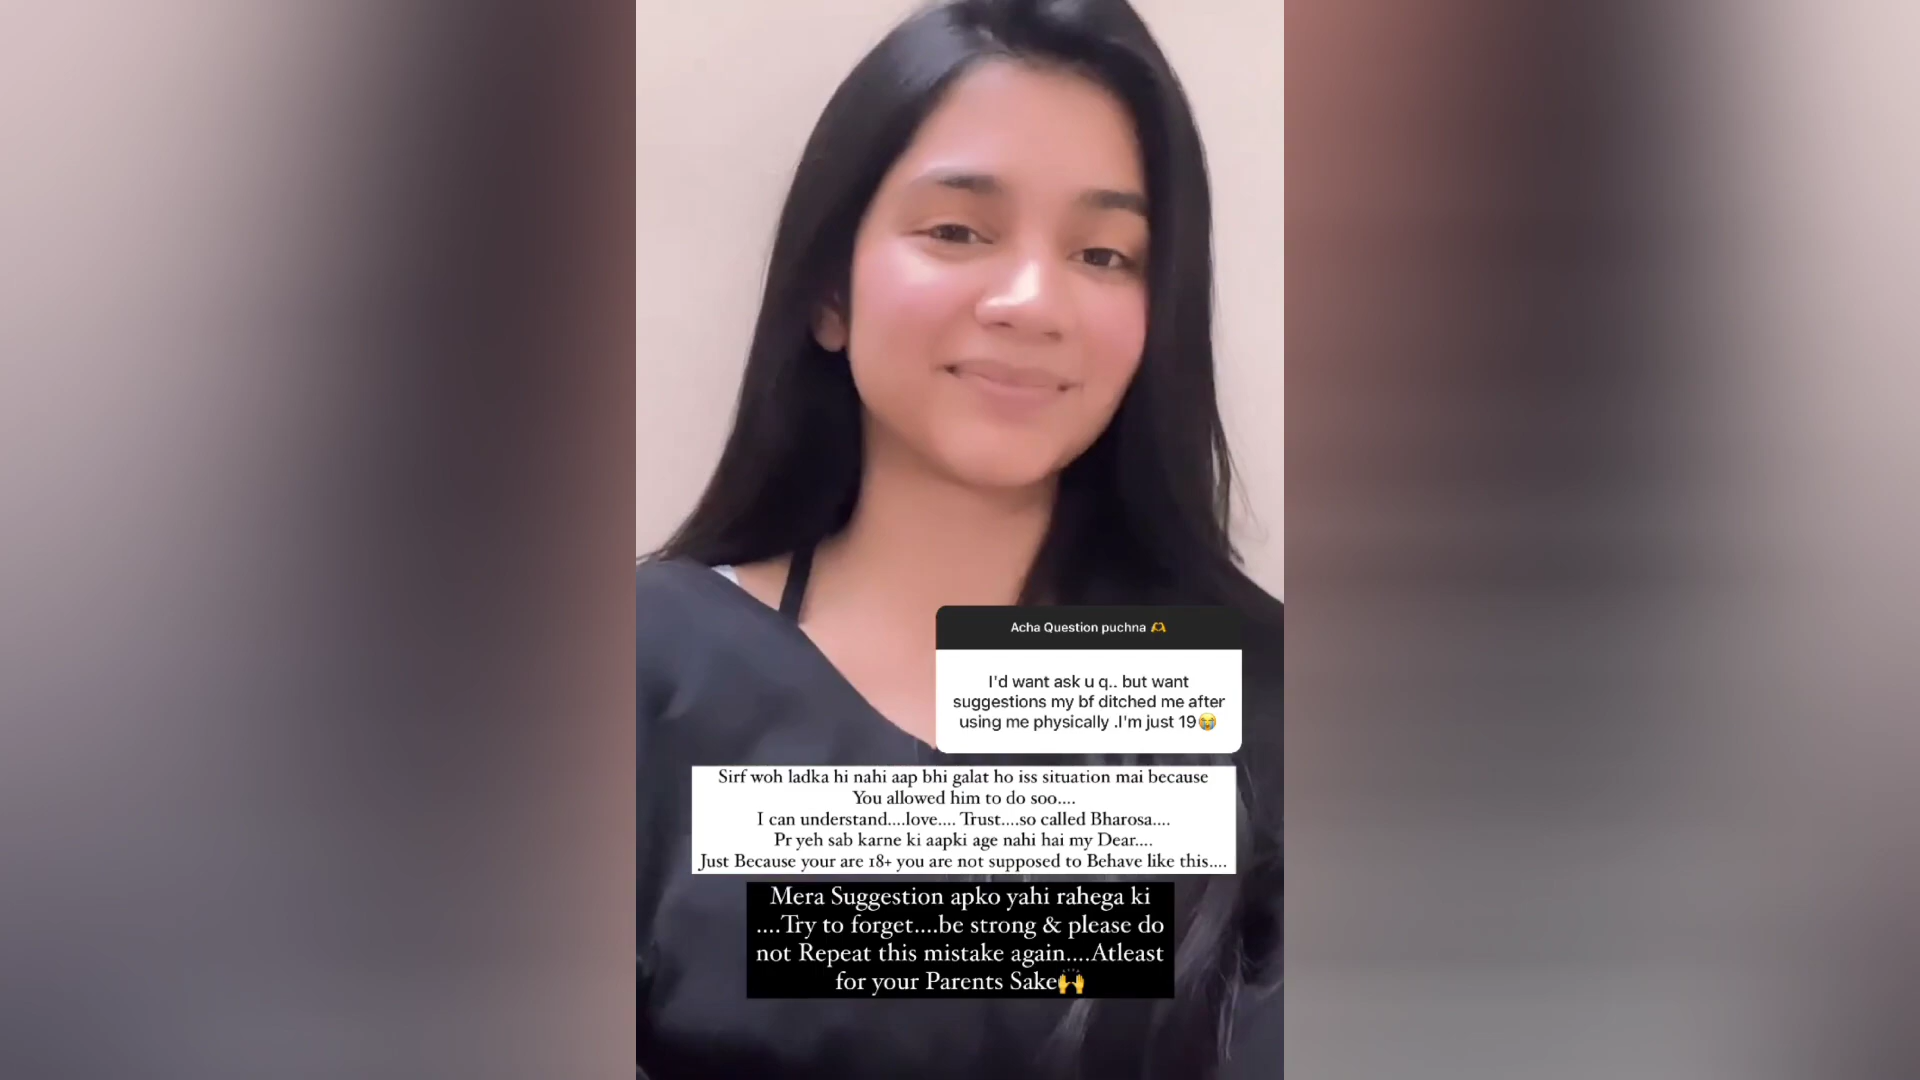 Acha Question puchna 🫶
I'd want ask u q.. but want
suggestions my bf ditched me after
using me physically .I'm just 19😭
Sirf woh ladka hi nahi aap bhi galat ho iss situation mai because
You allowed him to do soo....
I can understand....love.... Trust....so called Bharosa....
Pr yeh sab karne ki aapki age nahi hai my Dear....
Just Because your are 18+ you are not supposed to Behave like this....
Mera Suggestion apko yahi rahega ki
....Try to forget....be strong & please do
not Repeat this mistake again....Atleast
for your Parents Sake🙌